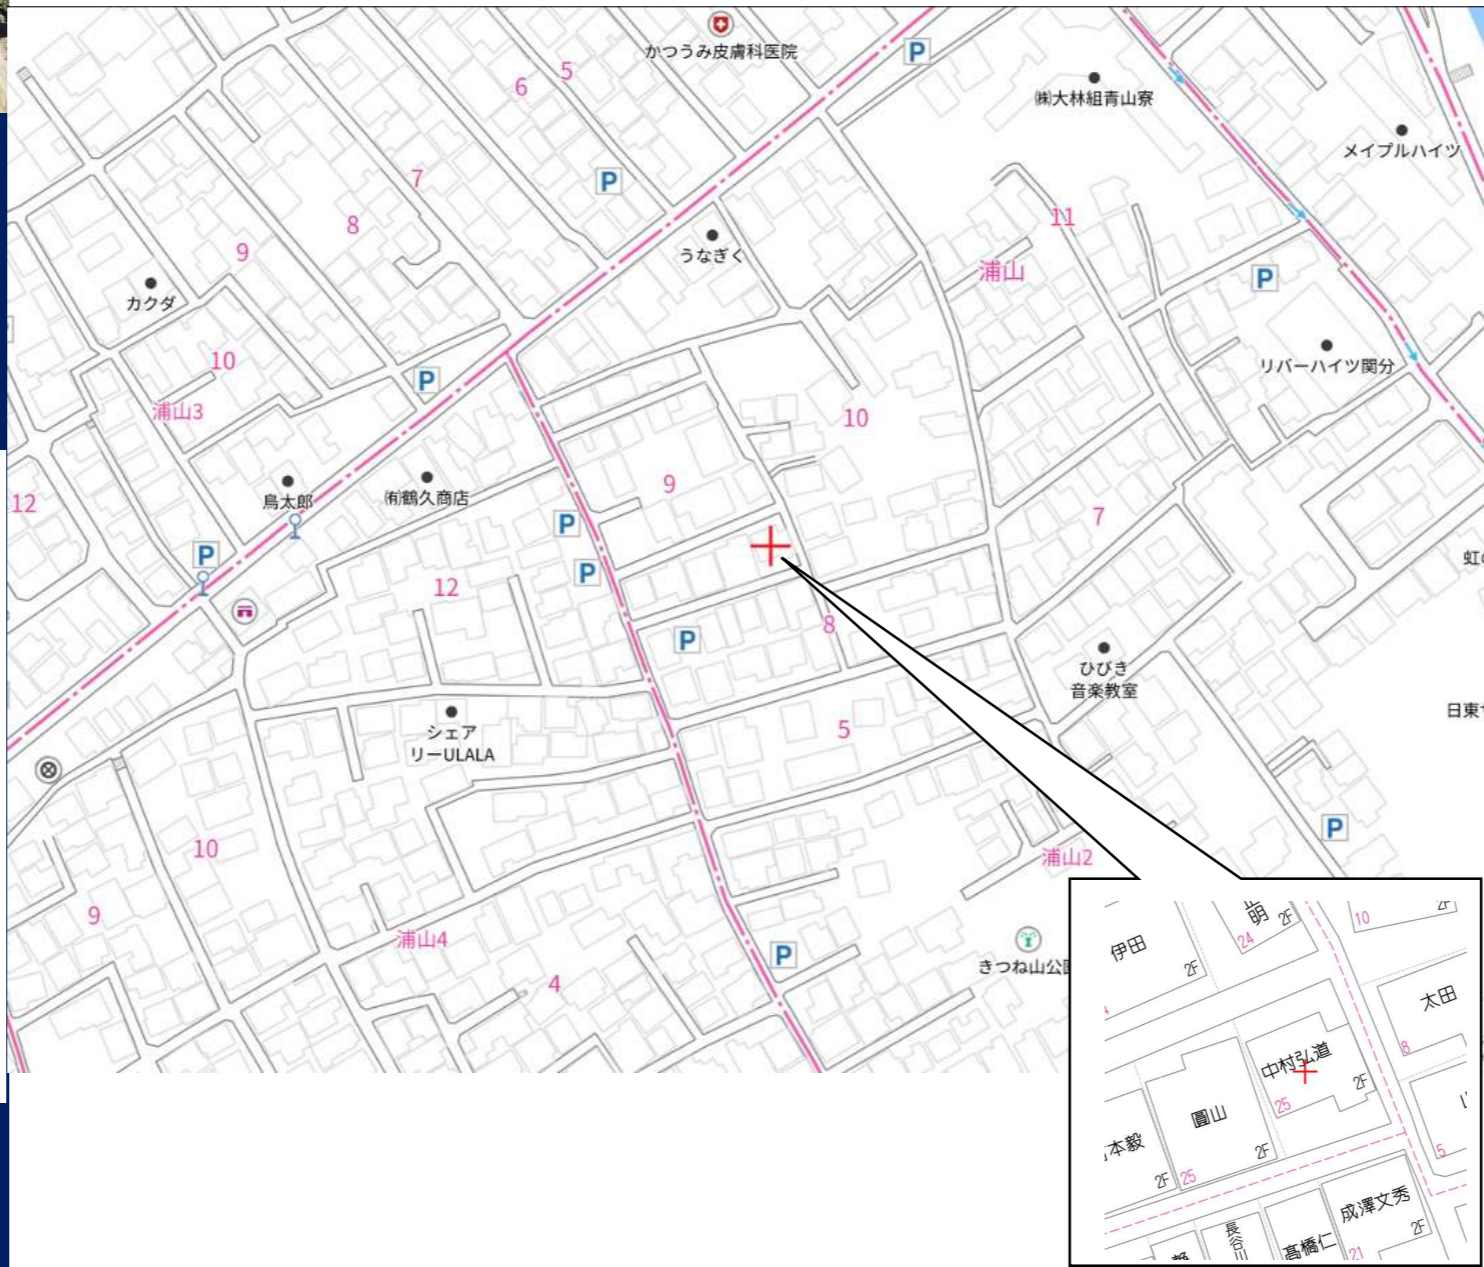 かつうみ皮膚科医院
P
5
6
㈱大林組青山寮
メイプルハイツ
7
P
8
11
9
うなぎく
浦山
P
カクダ
10
P
リバーハイツ関分
浦山3
10
9
鳥太郎
㈲鶴久商店
12
7
P
P
P
12
8
P
ひびき
音楽教室
シェア
リーULALA
5
日東
10
P
浦山2
9
浦山4
きつね山公
4
P
伊田
2F
明
2F
24
10
2F
太田
8
中村弘道
2F
25
圓山
2F
25
本毅
2F
5
成澤文秀
2F
21
長谷川
髙橋仁